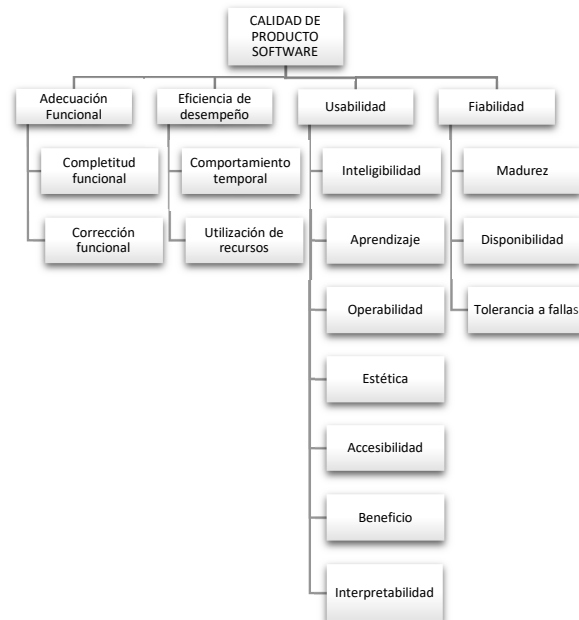 CALIDAD DE
PRODUCTO
SOFTWARE
Adecuación
Funcional
Completitud
funcional
Corrección
funcional
Eficiencia de
desempeño
Comportamiento
temporal
Utilización de
recursos
Usabilidad
Inteligibilidad
Aprendizaje
Operabilidad
Estética
Accesibilidad
Beneficio
Interpretabilidad
Fiabilidad
Madurez
Disponibilidad
Tolerancia a fallas